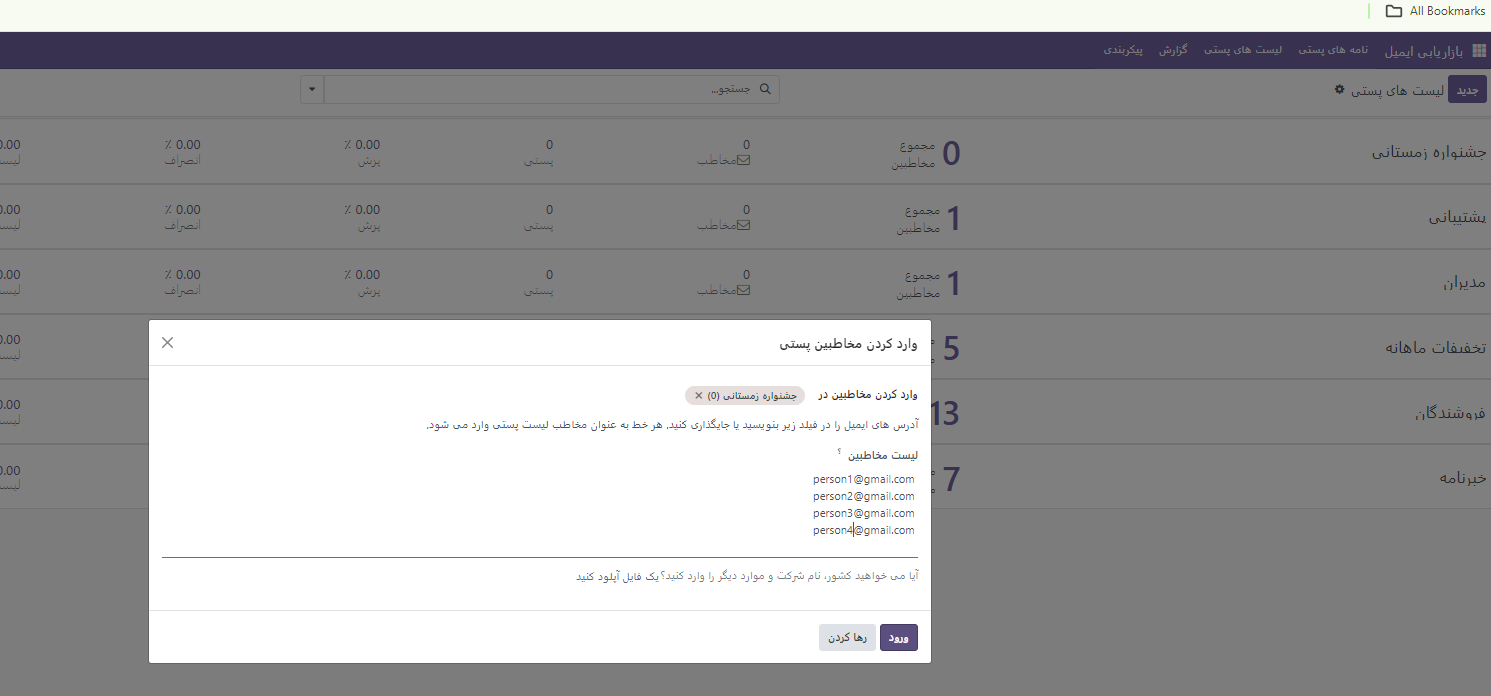 All Bookmarks
بازاریابی ایمیل نامه های پستی لیست های پستی گزارش پیکربندی
جدید لیست های پستی جستجو...
جشنواره زمستانی 0 مجموع مخاطبین 0 مخاطب 0 پستی 0.00 ٪ پرش 0.00 ٪ انصراف 0.00
پشتیبانی 1 مجموع مخاطبین 0 مخاطب 0 پستی 0.00 ٪ پرش 0.00 ٪ انصراف 0.00
مدیران 1 مجموع مخاطبین 0 مخاطب 0 پستی 0.00 ٪ پرش 0.00 ٪ انصراف 0.00
تخفیفات ماهانه 5 0.00
فروشندگان 13 0.00
خبرنامه 7 0.00
وارد کردن مخاطبین پستی
وارد کردن مخاطبین در جشنواره زمستانی (0)
آدرس های ایمیل را در فیلد زیر بنویسید یا جایگذاری کنید. هر خط به عنوان مخاطب لیست پستی وارد می شود.
لیست مخاطبین ؟
person1@gmail.com
person2@gmail.com
person3@gmail.com
person4@gmail.com
آیا می خواهید کشور، نام شرکت و موارد دیگر را وارد کنید؟ یک فایل آپلود کنید
ورود رها کردن